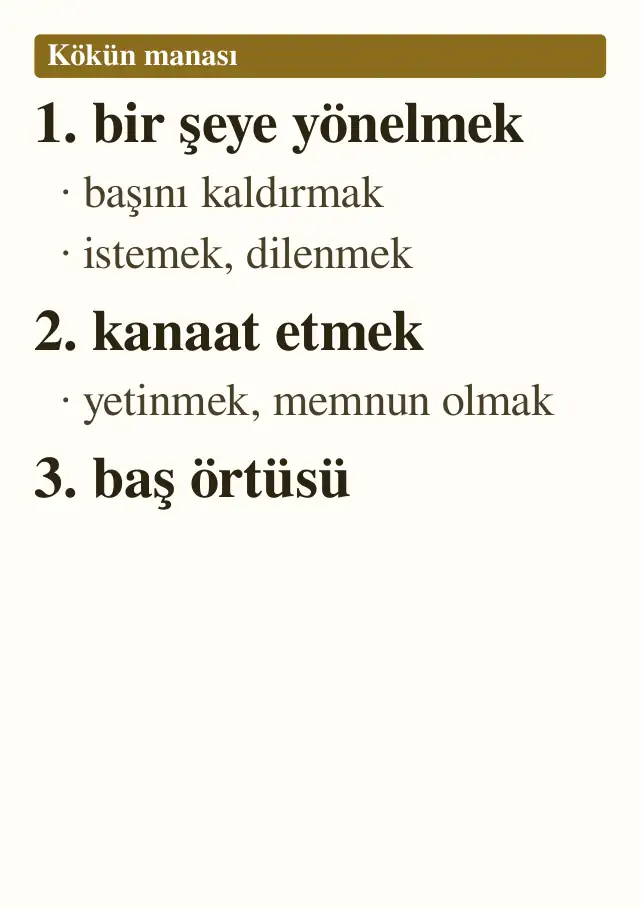 Kökün manası
1. bir şeye yönelmek
· başını kaldırmak
· istemek, dilenmek
2. kanaat etmek
· yetinmek, memnun olmak
3. baş örtüsü